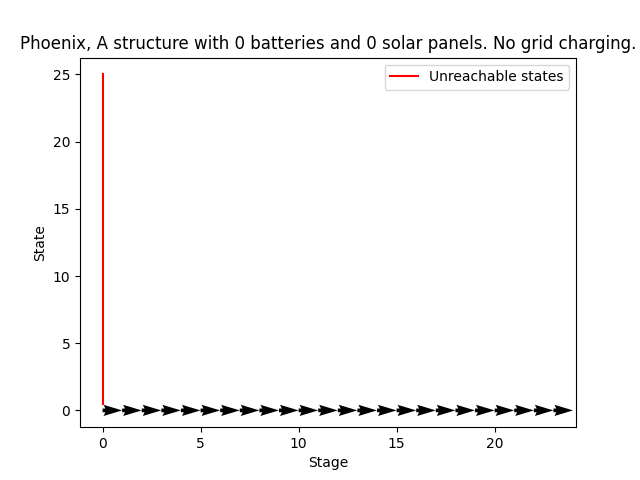 Phoenix, A structure with 0 batteries and 0 solar panels. No grid charging.
Unreachable states
25
20
15
10
5
0
State
0 5 10 15 20
Stage